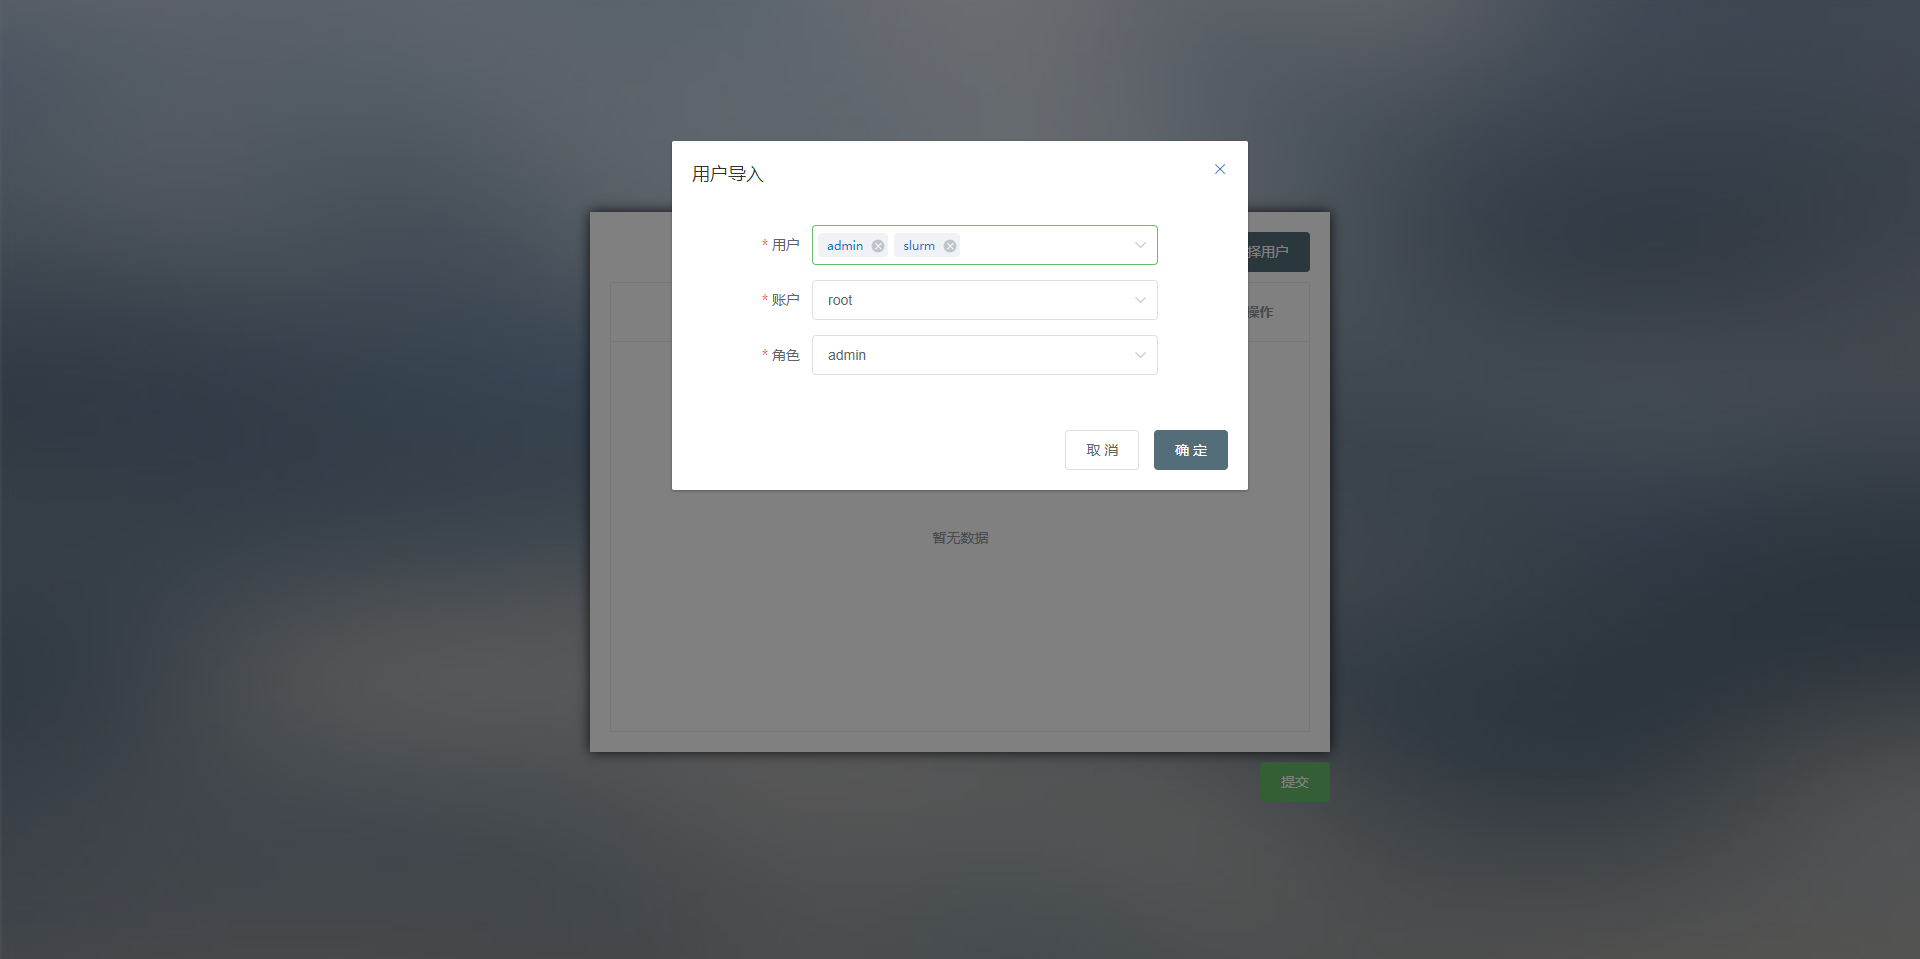 用户导入
* 用户 admin slurm
* 账户 root
* 角色 admin
取 消 确 定
择用户
操作
暂无数据
提交